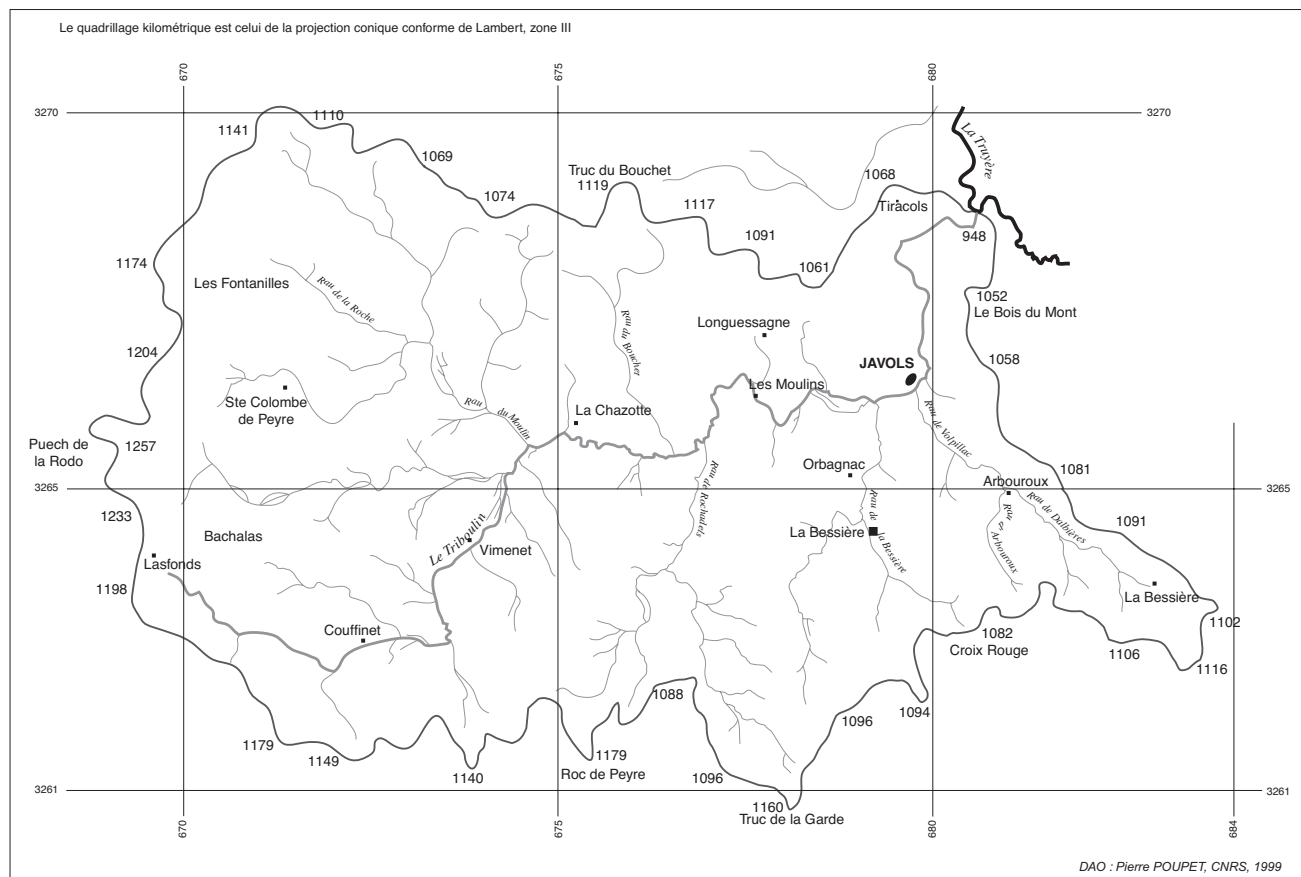 Le quadrillage kilométrique est celui de la projection conique conforme de Lambert, zone III
670
675
680
3270
3270
1141
1110
1069
1074
Truc du Bouchet
1119
1117
1091
1061
1068
Tiracols
La Truyère
948
1174
Les Fontanilles
Rau de la Roche
Rau du Boucher
1052
Le Bois du Mont
Longuessagne
1204
1058
JAVOLS
Les Moulins
Ste Colombe
de Peyre
Rau du Moulin
La Chazotte
Rau de Volpillac
Puech de
la Rodo
1257
Orbagnac
1081
Arbouroux
3265
3265
Rau de Rochadels
Rau de
la Bessière
Rau es Arbouroux
Rau de Dalbières
1233
Bachalas
Le Triboulin
La Bessière
1091
Vimenet
Lasfonds
1198
La Bessière
Couffinet
1082
Croix Rouge
1102
1106
1116
1088
1094
1096
1179
1149
1140
1179
Roc de Peyre
1096
1160
Truc de la Garde
3261
3261
670
675
680
684
DAO : Pierre POUPET, CNRS, 1999